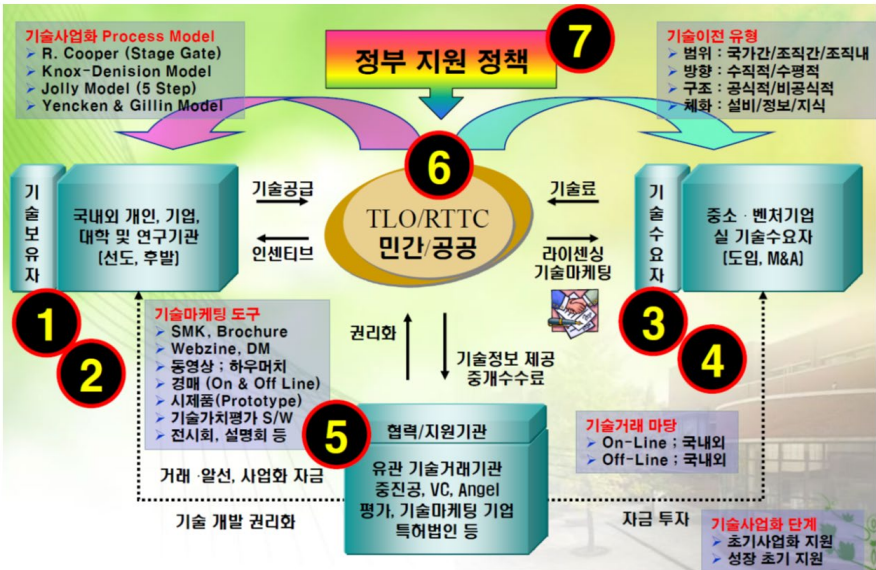 기술사업화 Process Model
➢ R. Cooper (Stage Gate)
➢ Knox-Denision Model
➢ Jolly Model (5 Step)
➢ Yencken & Gillin Model
정부 지원 정책
7
기술이전 유형
➢ 범위 : 국가간/조직간/조직내
➢ 방향 : 수직적/수평적
➢ 구조 : 공식적/비공식적
➢ 체화 : 설비/정보/지식
기술보유자
국내외 개인, 기업,
대학 및 연구기관
(선도, 후발)
1
2
기술공급
인센티브
6
TLO/RTTC
민간/공공
기술료
라이센싱
기술마케팅
기술수요자
중소 · 벤처기업
실 기술수요자
(도입, M&A)
3
4
기술마케팅 도구
➢ SMK, Brochure
➢ Webzine, DM
➢ 동영상 ; 하우머치
➢ 경매 (On & Off Line)
➢ 시제품(Prototype)
➢ 기술가치평가 S/W
➢ 전시회, 설명회 등
권리화
기술정보 제공
중개수수료
5
협력/지원기관
유관 기술거래기관
중진공, VC, Angel
평가, 기술마케팅 기업
특허법인 등
기술거래 마당
➢ On-Line ; 국내외
➢ Off-Line ; 국내외
거래 ·알선, 사업화 자금
기술 개발 권리화
자금 투자
기술사업화 단계
➢ 초기사업화 지원
➢ 성장 초기 지원